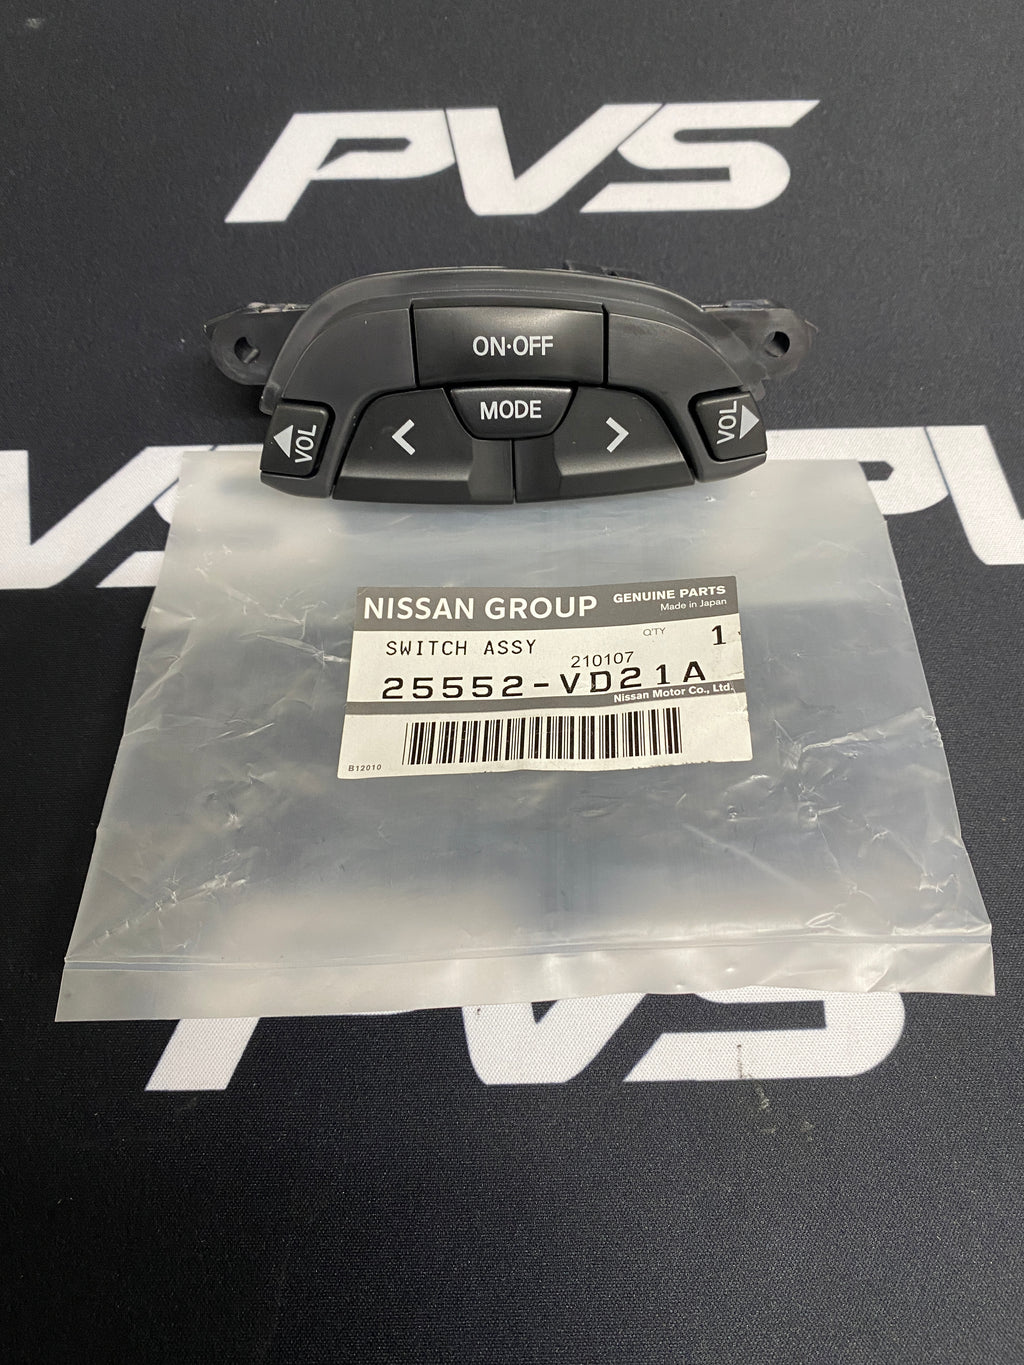 PVS
ON·OFF
MODE
VOL
<
>
VOL
NISSAN GROUP
GENUINE PARTS
Made in Japan
SWITCH ASSY
Q'TY
1
210107
25552-VD21A
Nissan Motor Co., Ltd.
B12010
PVS